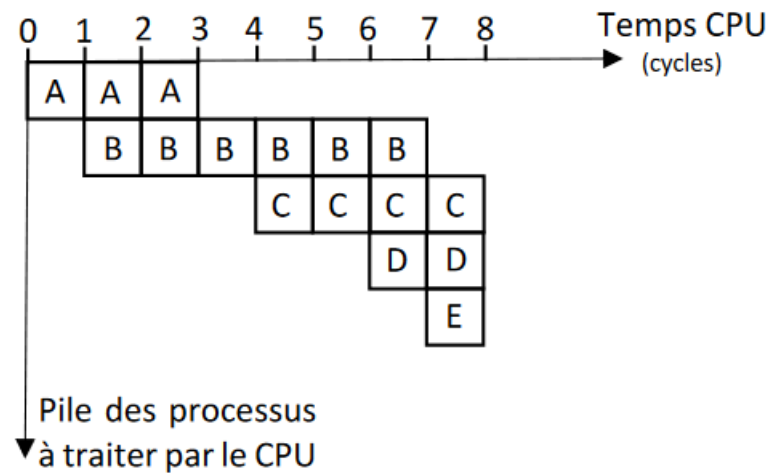 0 1 2 3 4 5 6 7 8 Temps CPU
(cycles)
A A A
B B B B B B
C C C C
D D
E
Pile des processus
à traiter par le CPU